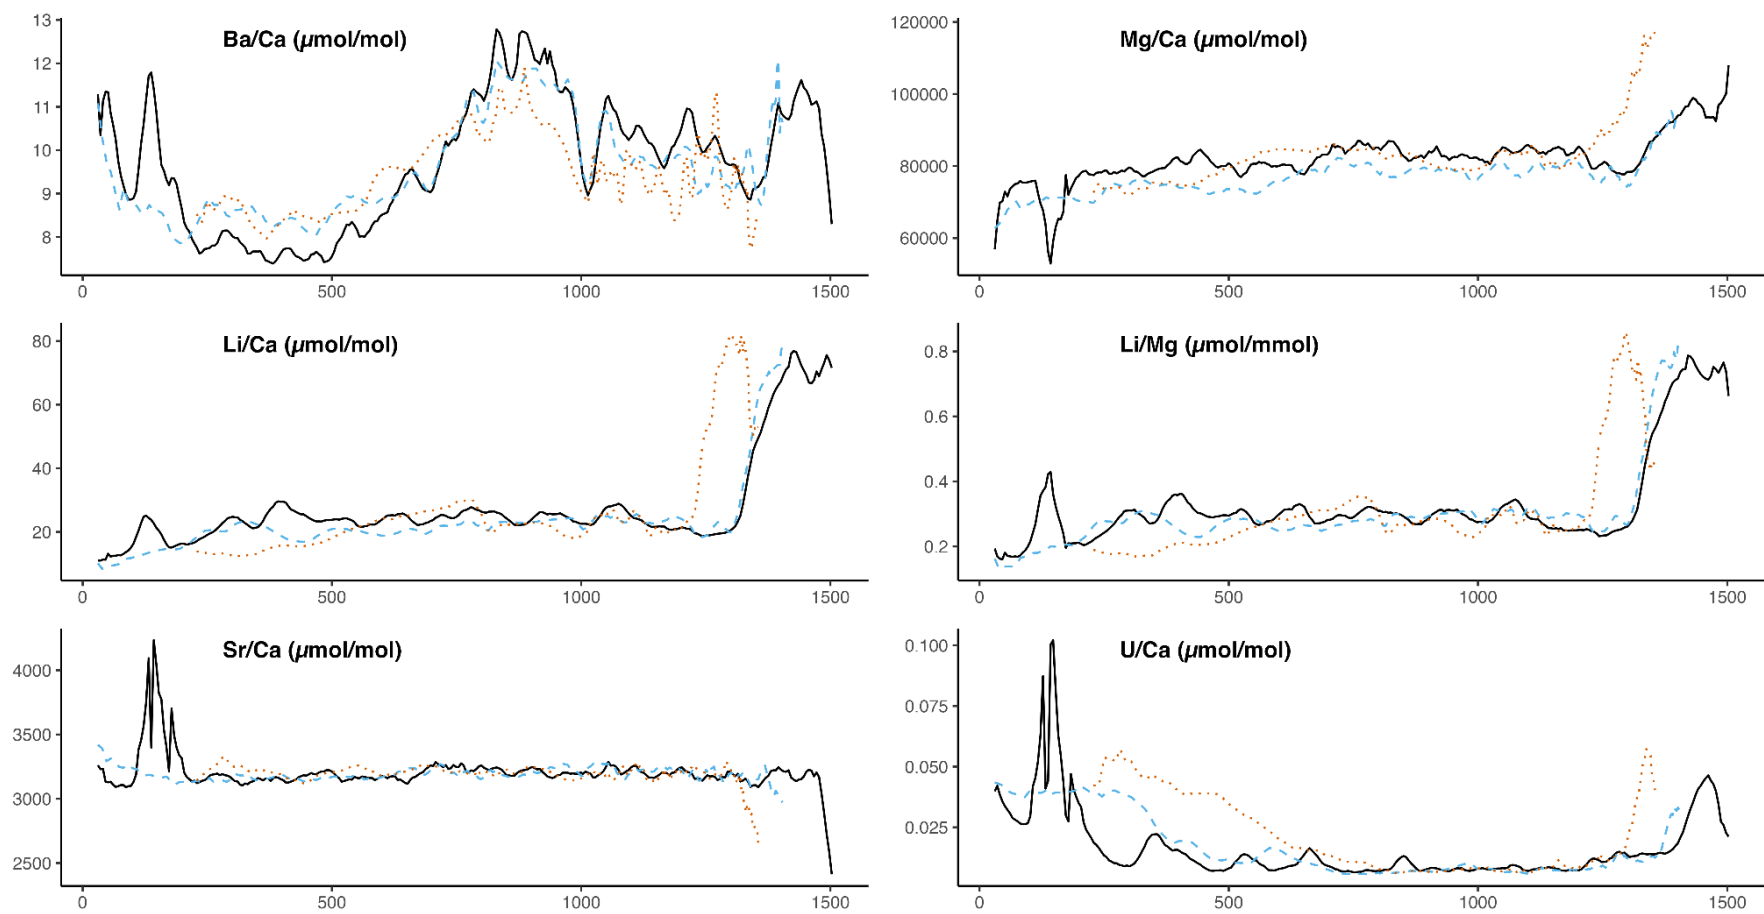 Ba/Ca (µmol/mol)
13
12
11
10
9
8
0 500 1000 1500
Mg/Ca (µmol/mol)
120000
100000
80000
60000
0 500 1000 1500
Li/Ca (µmol/mol)
80
60
40
20
0 500 1000 1500
Li/Mg (µmol/mmol)
0.8
0.6
0.4
0.2
0 500 1000 1500
Sr/Ca (µmol/mol)
4000
3500
3000
2500
0 500 1000 1500
U/Ca (µmol/mol)
0.100
0.075
0.050
0.025
0 500 1000 1500